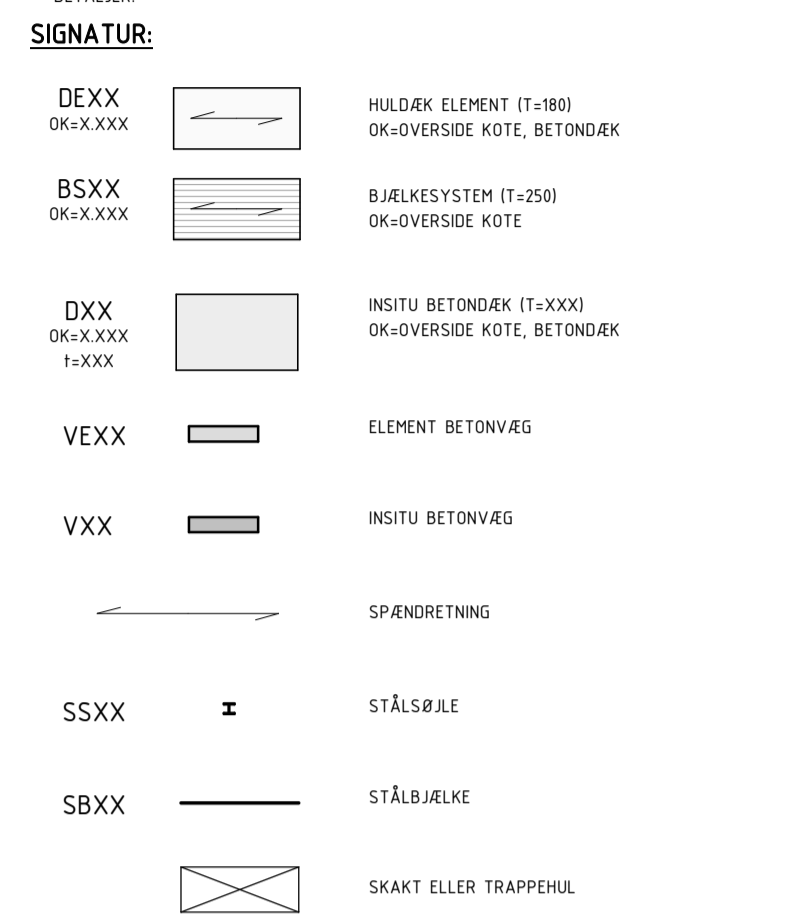 SIGNATUR:
DEXX
OK=X.XXX
HULDÆK ELEMENT (T=180)
OK=OVERSIDE KOTE, BETONDÆK
BSXX
OK=X.XXX
BJÆLKESYSTEM (T=250)
OK=OVERSIDE KOTE
DXX
OK=X.XXX
t=XXX
INSITU BETONDÆK (T=XXX)
OK=OVERSIDE KOTE, BETONDÆK
VEXX
ELEMENT BETONVÆG
VXX
INSITU BETONVÆG
SPÆNDRETNING
SSXX
STÅLSØJLE
SBXX
STÅLBJÆLKE
SKAKT ELLER TRAPPEHUL